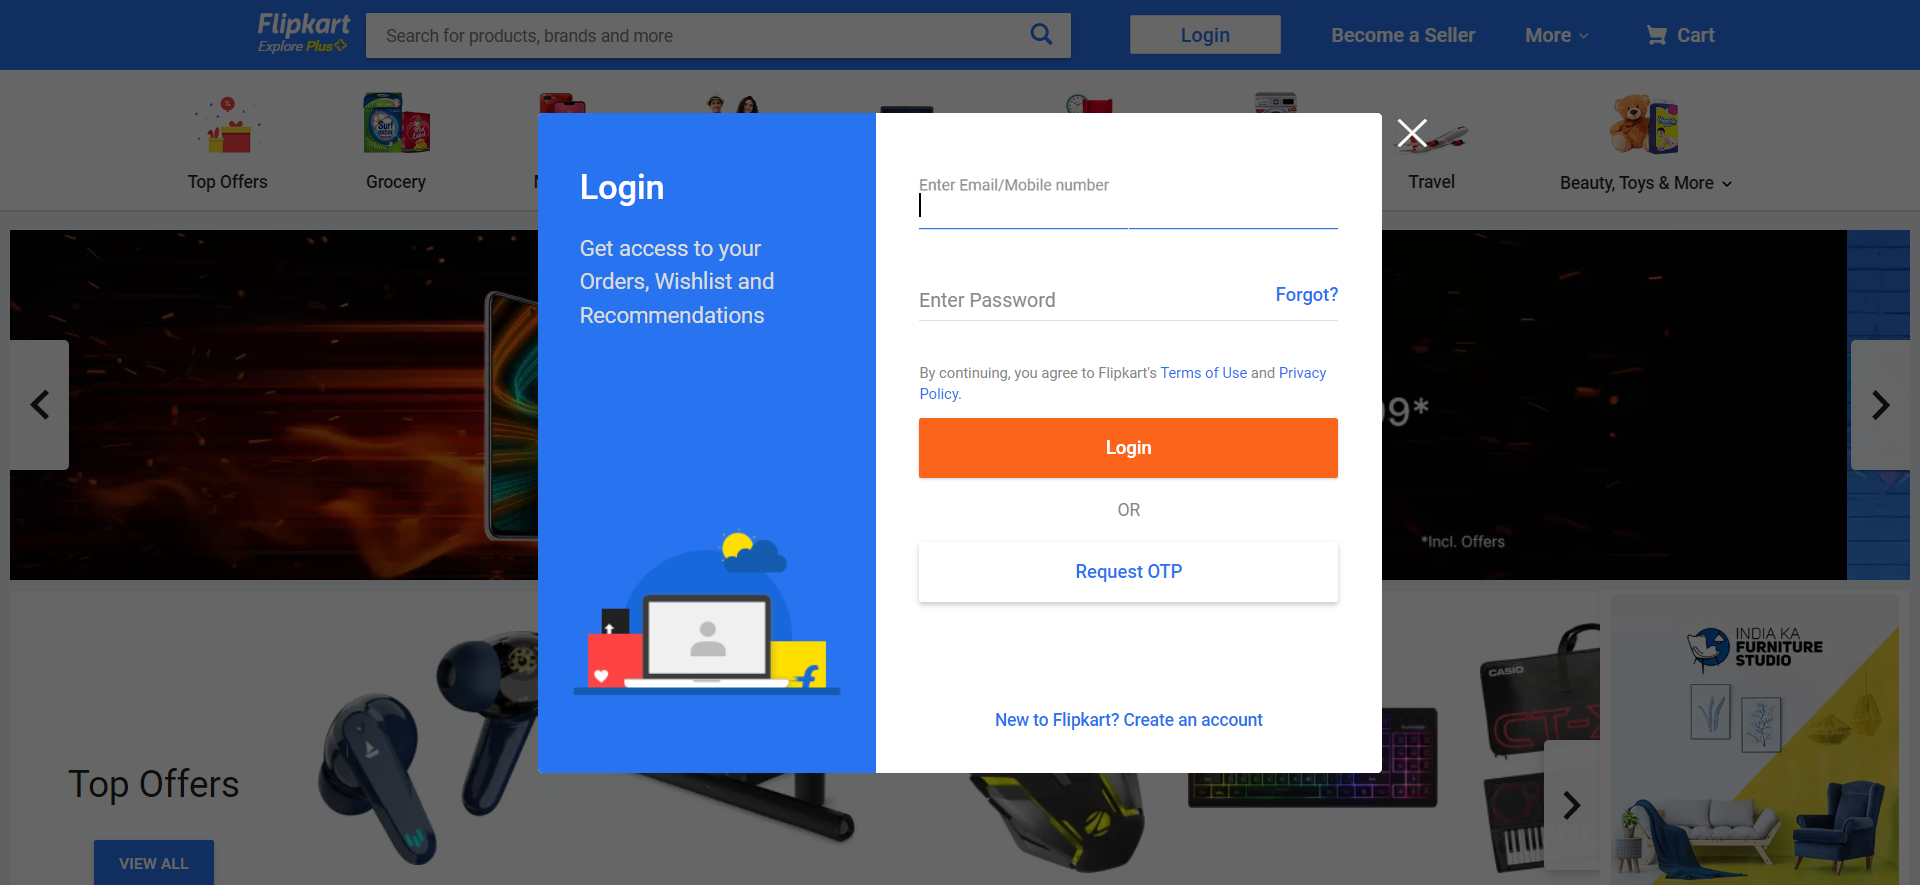 Flipkart
Explore Plus
Search for products, brands and more
Login
Become a Seller
More
Cart
Surf
excel
Top Offers
Grocery
Travel
Beauty, Toys & More
Login
Get access to your
Orders, Wishlist and
Recommendations
Enter Email/Mobile number
Enter Password
Forgot?
By continuing, you agree to Flipkart's Terms of Use and Privacy
Policy.
Login
OR
Request OTP
New to Flipkart? Create an account
9*
*Incl. Offers
Top Offers
VIEW ALL
CASIO
CT-X
INDIA KA
FURNITURE
STUDIO